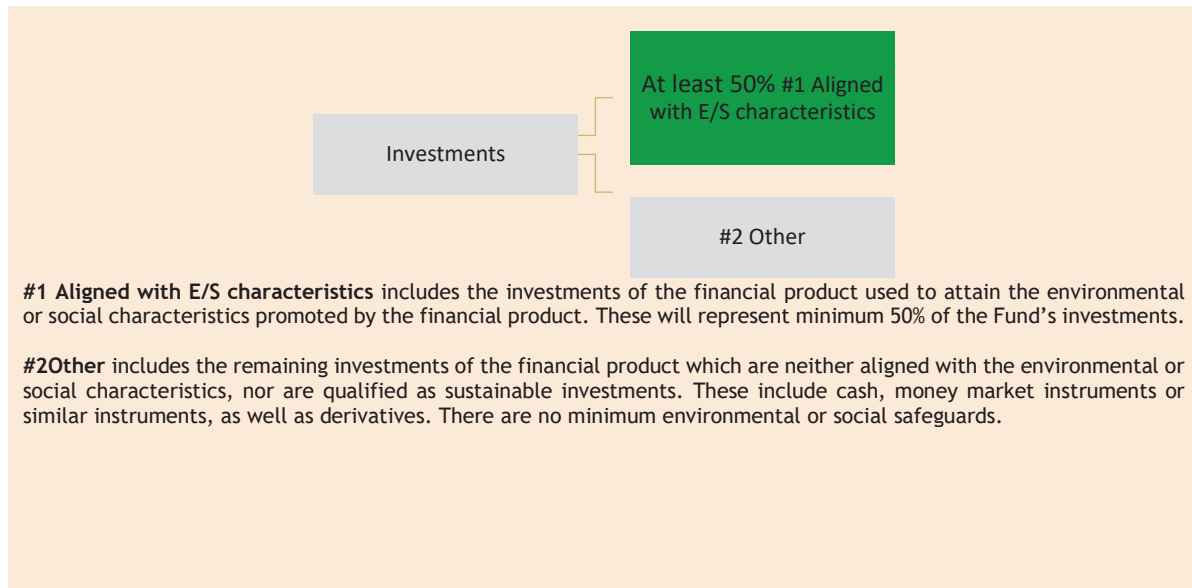 At least 50% #1 Aligned
with E/S characteristics
Investments
#2 Other
#1 Aligned with E/S characteristics includes the investments of the financial product used to attain the environmental
or social characteristics promoted by the financial product. These will represent minimum 50% of the Fund's investments.
#2Other includes the remaining investments of the financial product which are neither aligned with the environmental or
social characteristics, nor are qualified as sustainable investments. These include cash, money market instruments or
similar instruments, as well as derivatives. There are no minimum environmental or social safeguards.